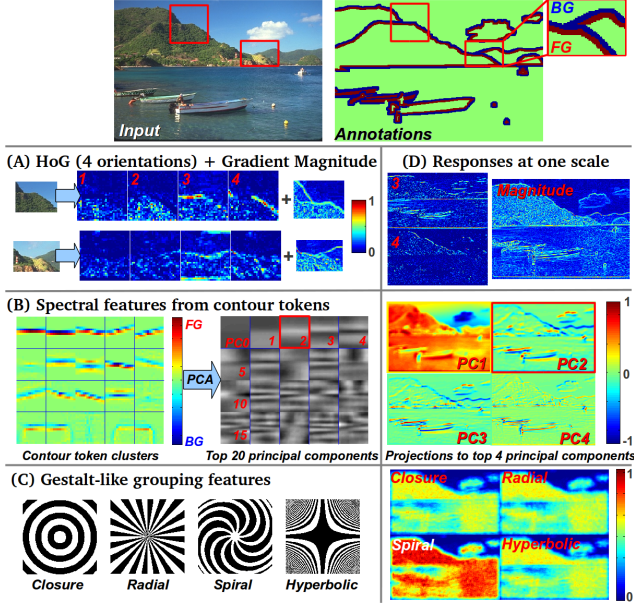 Input
Annotations
BG
FG
(A) HoG (4 orientations) + Gradient Magnitude
1 2 3 4
+
1
0
+
(D) Responses at one scale
3
4
Magnitude
(B) Spectral features from contour tokens
FG
BG
PCA
PC0 1 2 3 4
5
10
15
Contour token clusters
Top 20 principal components
PC1
PC2
PC3
PC4
1
0
-1
Projections to top 4 principal components
(C) Gestalt-like grouping features
Closure
Radial
Spiral
Hyperbolic
Closure
Radial
Spiral
Hyperbolic
1
0